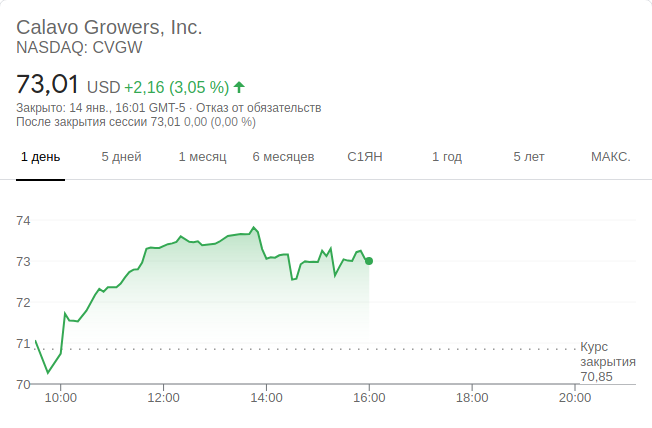 Calavo Growers, Inc.
NASDAQ: CVGW
73,01 USD +2,16 (3,05 %)
Закрыто: 14 янв., 16:01 GMT-5 · Отказ от обязательств
После закрытия сессии 73,01 0,00 (0,00 %)
1 день 5 дней 1 месяц 6 месяцев С1ЯН 1 год 5 лет МАКС.
74
73
72
71
70
Курс
закрытия
70,85
10:00 12:00 14:00 16:00 18:00 20:00